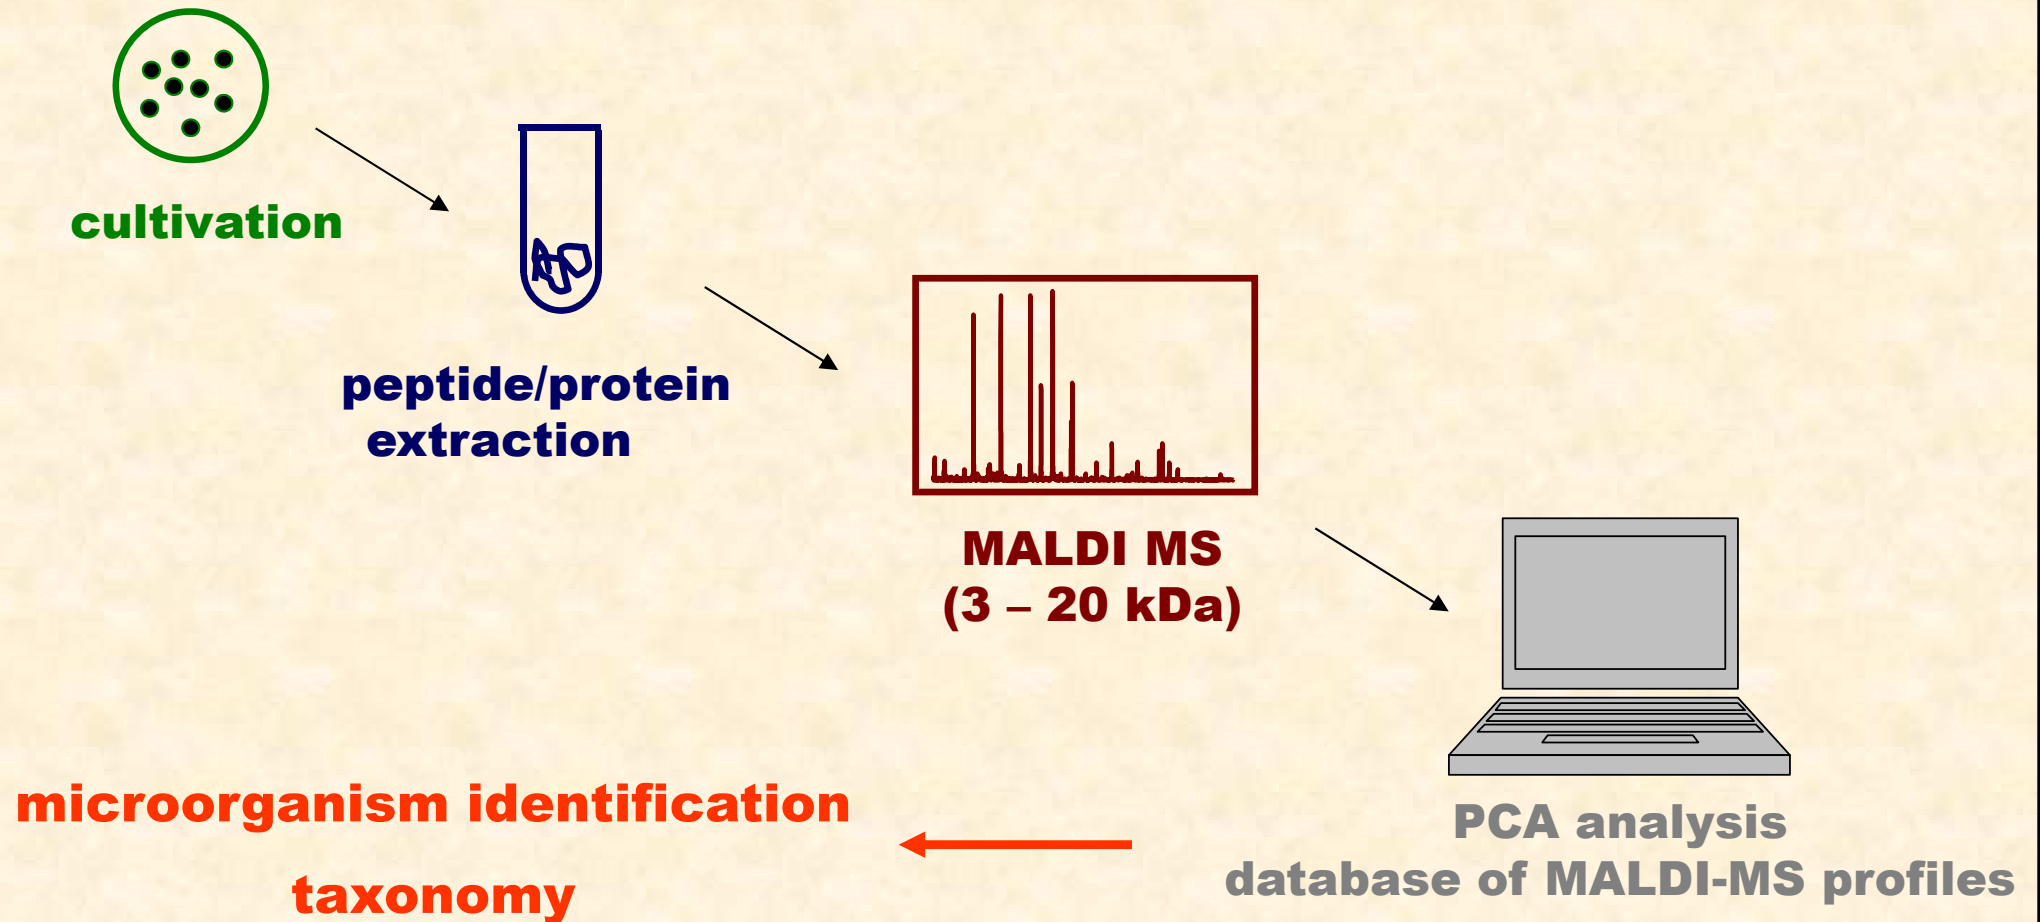 cultivation
peptide/protein
extraction
MALDI MS
(3 – 20 kDa)
PCA analysis
database of MALDI-MS profiles
microorganism identification
taxonomy